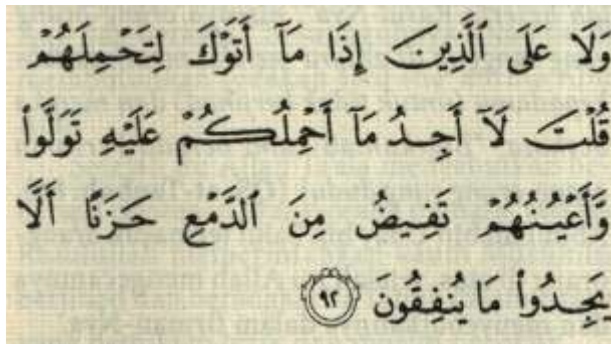 وَلَا عَلَى ٱلَّذِينَ إِذَا مَآ أَتَوْكَ لِتَحْمِلَهُمْ
قُلْتَ لَآ أَجِدُ مَآ أَحْمِلُكُمْ عَلَيْهِ تَوَلَّوا۟
وَّأَعْيُنُهُمْ تَفِيضُ مِنَ ٱلدَّمْعِ حَزَنًا أَلَّا
يَجِدُوا۟ مَا يُنفِقُونَ ٩٢